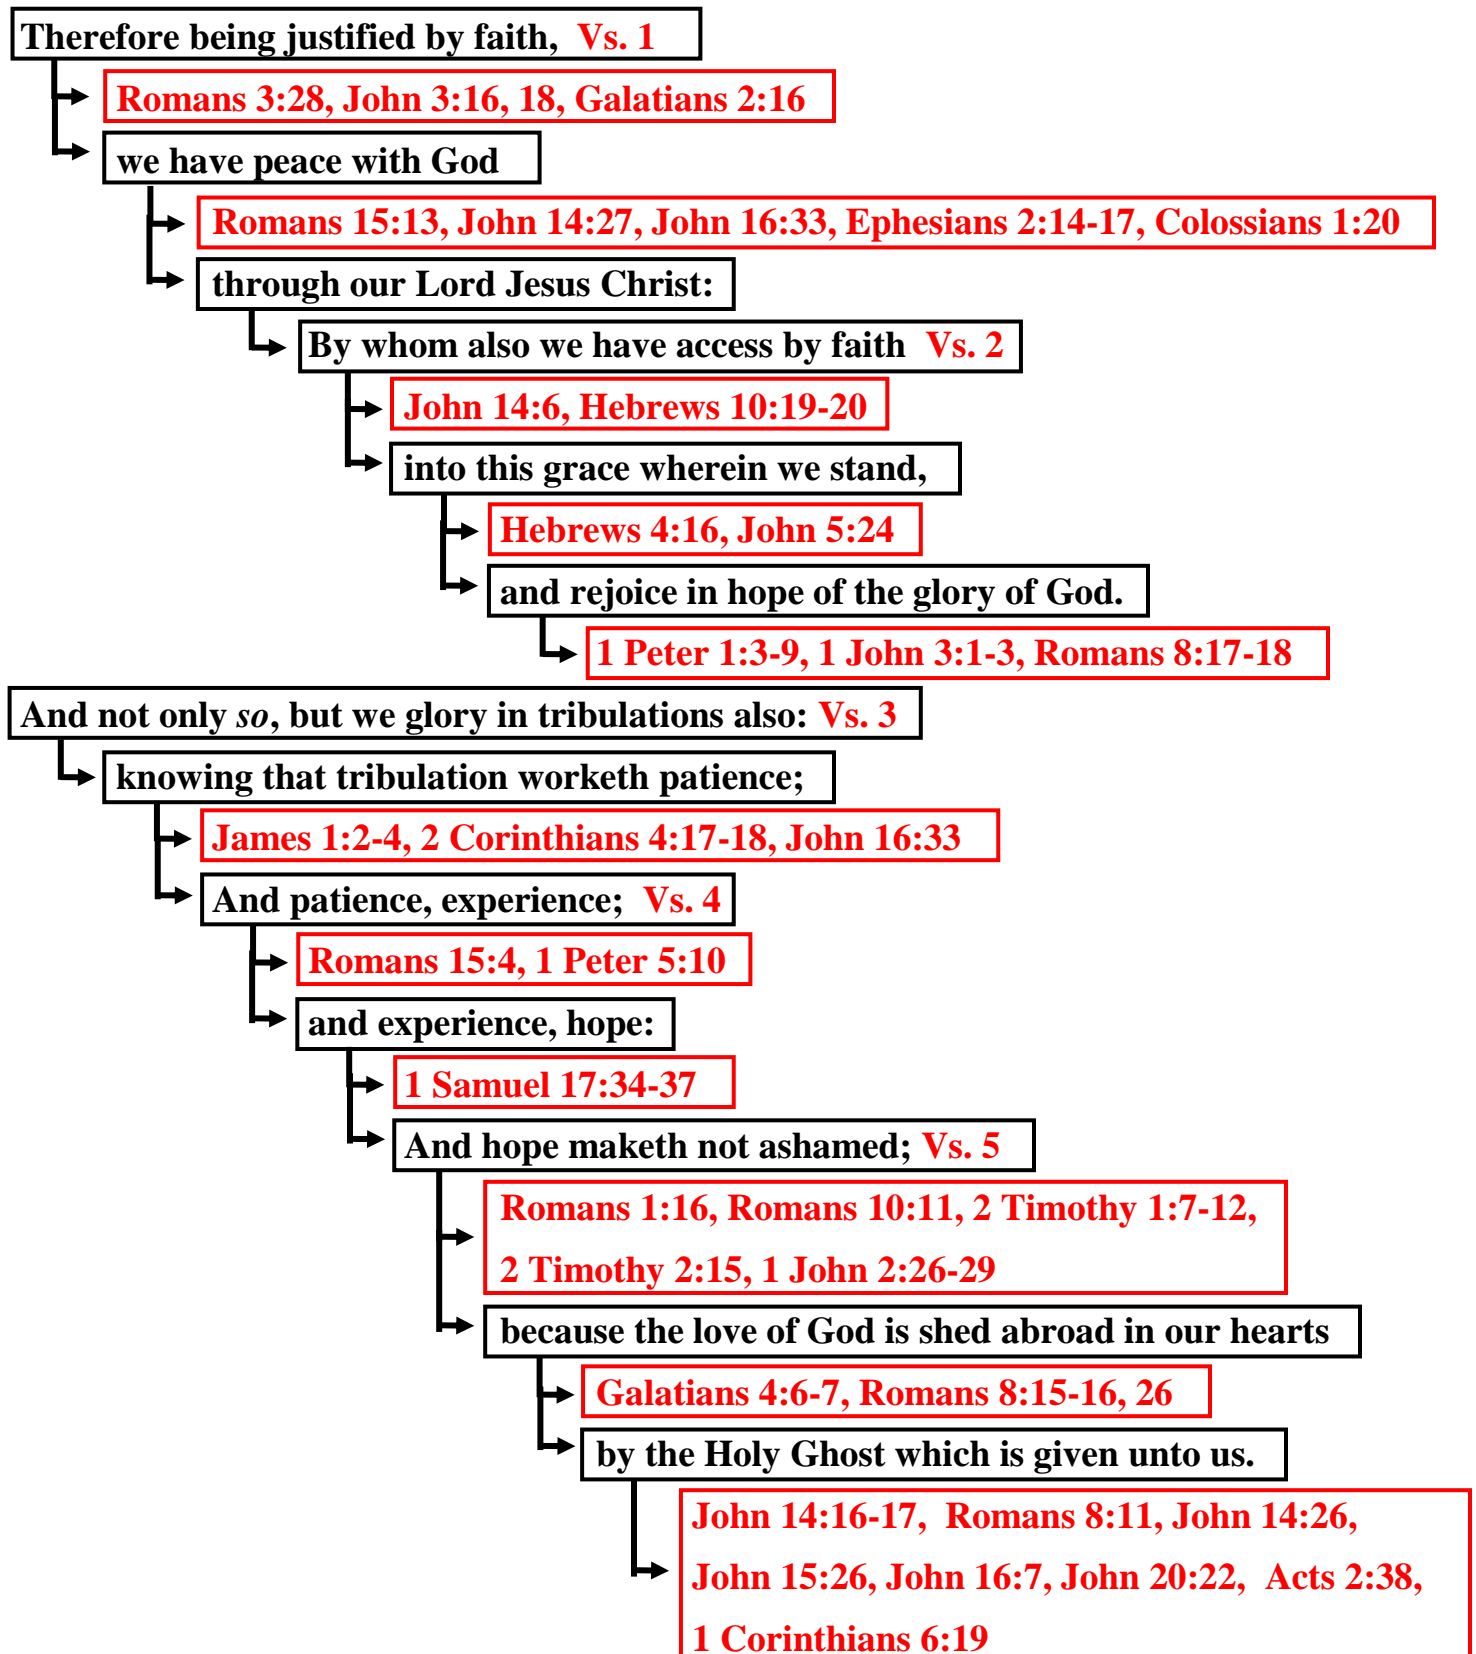 Therefore being justified by faith, Vs. 1
Romans 3:28, John 3:16, 18, Galatians 2:16
we have peace with God
Romans 15:13, John 14:27, John 16:33, Ephesians 2:14-17, Colossians 1:20
through our Lord Jesus Christ:
By whom also we have access by faith Vs. 2
John 14:6, Hebrews 10:19-20
into this grace wherein we stand,
Hebrews 4:16, John 5:24
and rejoice in hope of the glory of God.
1 Peter 1:3-9, 1 John 3:1-3, Romans 8:17-18
And not only so, but we glory in tribulations also: Vs. 3
knowing that tribulation worketh patience;
James 1:2-4, 2 Corinthians 4:17-18, John 16:33
And patience, experience; Vs. 4
Romans 15:4, 1 Peter 5:10
and experience, hope:
1 Samuel 17:34-37
And hope maketh not ashamed; Vs. 5
Romans 1:16, Romans 10:11, 2 Timothy 1:7-12,
2 Timothy 2:15, 1 John 2:26-29
because the love of God is shed abroad in our hearts
Galatians 4:6-7, Romans 8:15-16, 26
by the Holy Ghost which is given unto us.
John 14:16-17, Romans 8:11, John 14:26,
John 15:26, John 16:7, John 20:22, Acts 2:38,
1 Corinthians 6:19